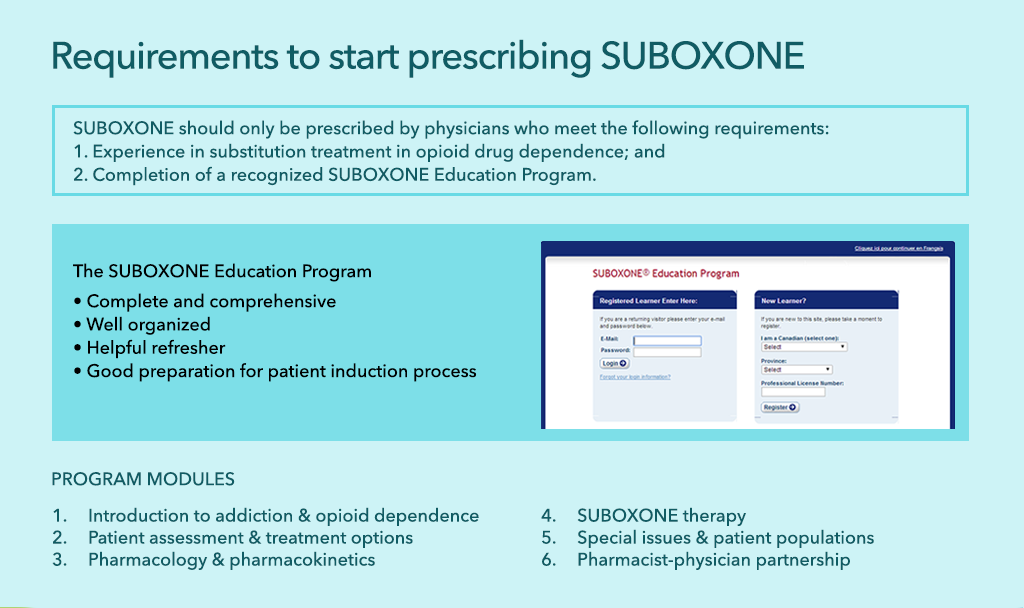 Requirements to start prescribing SUBOXONE
SUBOXONE should only be prescribed by physicians who meet the following requirements:
1. Experience in substitution treatment in opioid drug dependence; and
2. Completion of a recognized SUBOXONE Education Program.
The SUBOXONE Education Program
• Complete and comprehensive
• Well organized
• Helpful refresher
• Good preparation for patient induction process
Cliquez ici pour continuer en Français
SUBOXONE® Education Program
Registered Learner Enter Here:
If you are a returning visitor please enter your e-mail
and password below.
E-Mail:
Password:
Login
Forgot your login information?
New Learner?
If you are new to this site, please take a moment to
register.
I am a Canadian (select one):
Select
Province:
Select
Professional License Number:
Register
PROGRAM MODULES
1. Introduction to addiction & opioid dependence
2. Patient assessment & treatment options
3. Pharmacology & pharmacokinetics
4. SUBOXONE therapy
5. Special issues & patient populations
6. Pharmacist-physician partnership